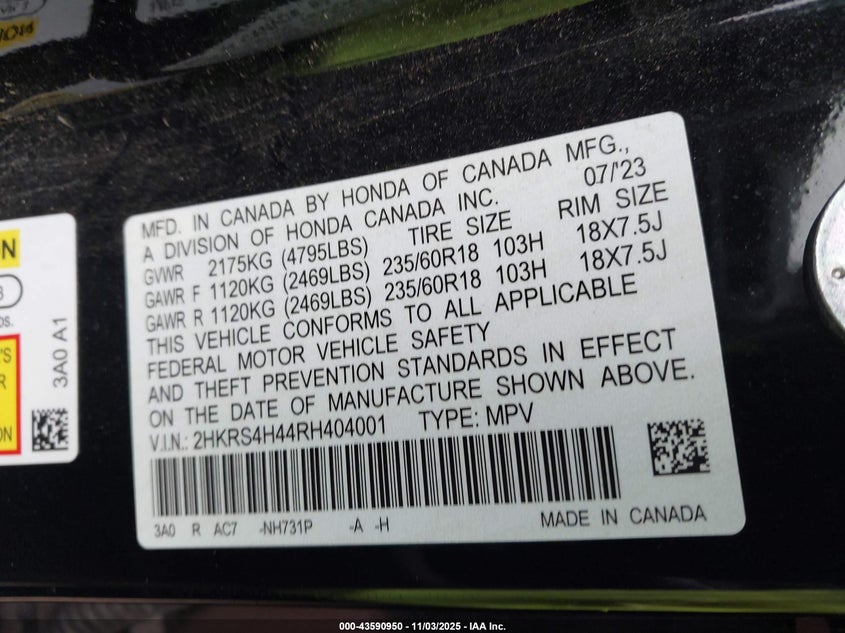 MFD. IN CANADA BY HONDA OF CANADA MFG.,
A DIVISION OF HONDA CANADA INC. 07/'23
GVWR 2175KG (4795LBS) TIRE SIZE RIM SIZE
GAWR F 1120KG (2469LBS) 235/60R18 103H 18X7.5J
GAWR R 1120KG (2469LBS) 235/60R18 103H 18X7.5J
THIS VEHICLE CONFORMS TO ALL APPLICABLE
FEDERAL MOTOR VEHICLE SAFETY
AND THEFT PREVENTION STANDARDS IN EFFECT
ON THE DATE OF MANUFACTURE SHOWN ABOVE.
V.I.N.: 2HKRS4H44RH404001 TYPE: MPV
3A0 R AC7 -NH731P -A -H MADE IN CANADA
3A0 A1
000-43590950 - 11/03/2025 - IAA Inc.